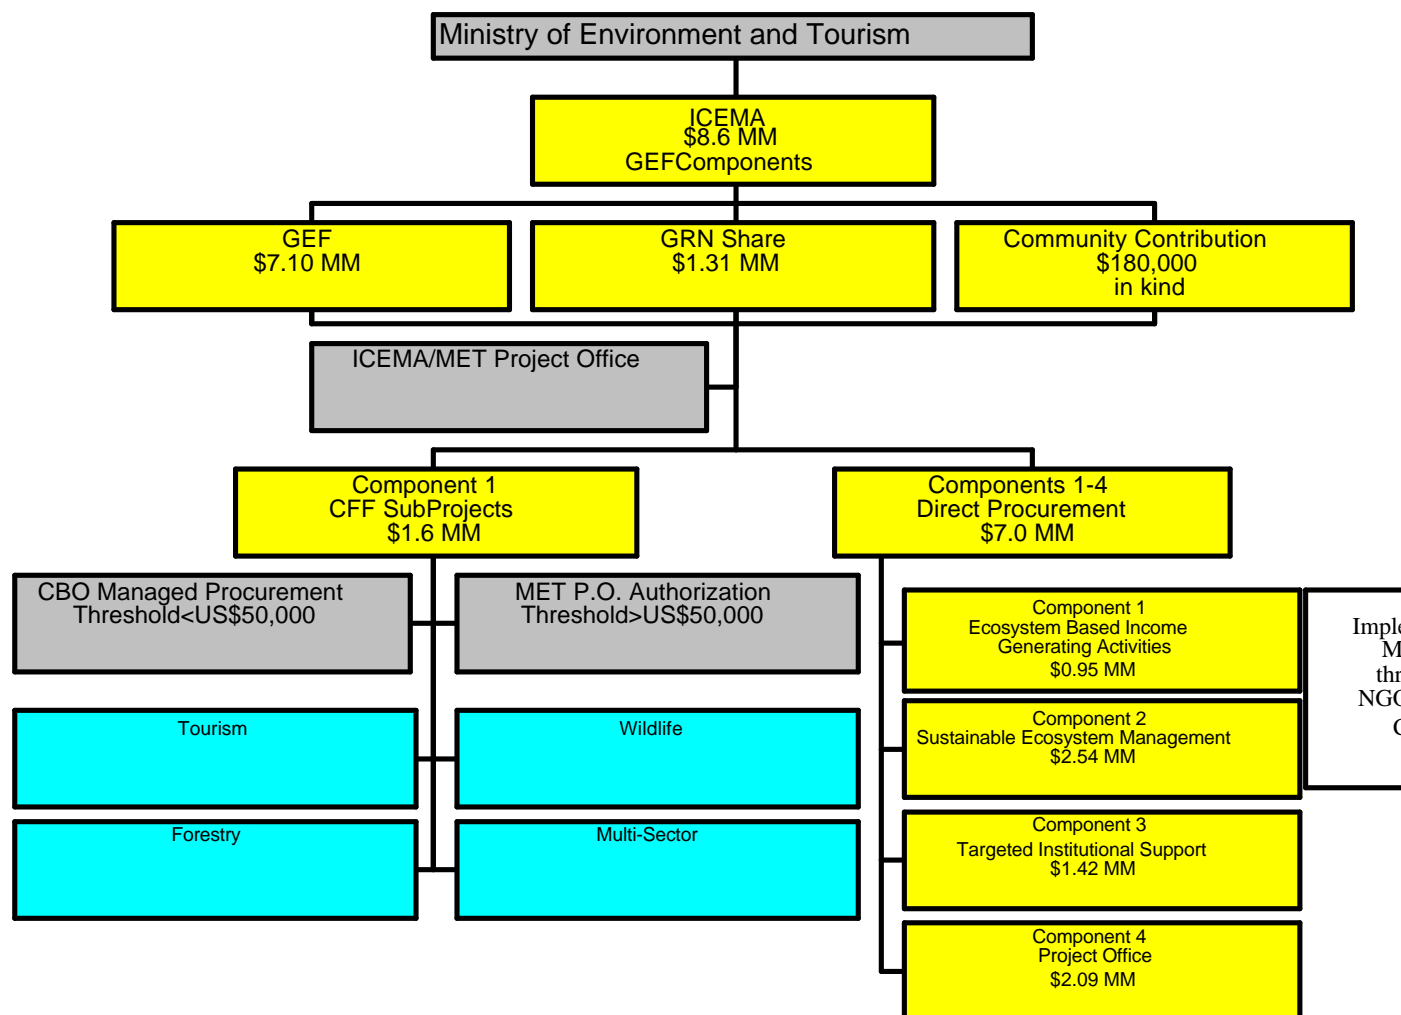 Ministry of Environment and Tourism
ICEMA
$8.6 MM
GEFComponents
GEF
$7.10 MM
GRN Share
$1.31 MM
Community Contribution
$180,000
in kind
ICEMA/MET Project Office
Component 1
CFF SubProjects
$1.6 MM
Components 1-4
Direct Procurement
$7.0 MM
CBO Managed Procurement
Threshold<US$50,000
MET P.O. Authorization
Threshold>US$50,000
Tourism
Wildlife
Forestry
Multi-Sector
Component 1
Ecosystem Based Income
Generating Activities
$0.95 MM
Component 2
Sustainable Ecosystem Management
$2.54 MM
Component 3
Targeted Institutional Support
$1.42 MM
Component 4
Project Office
$2.09 MM